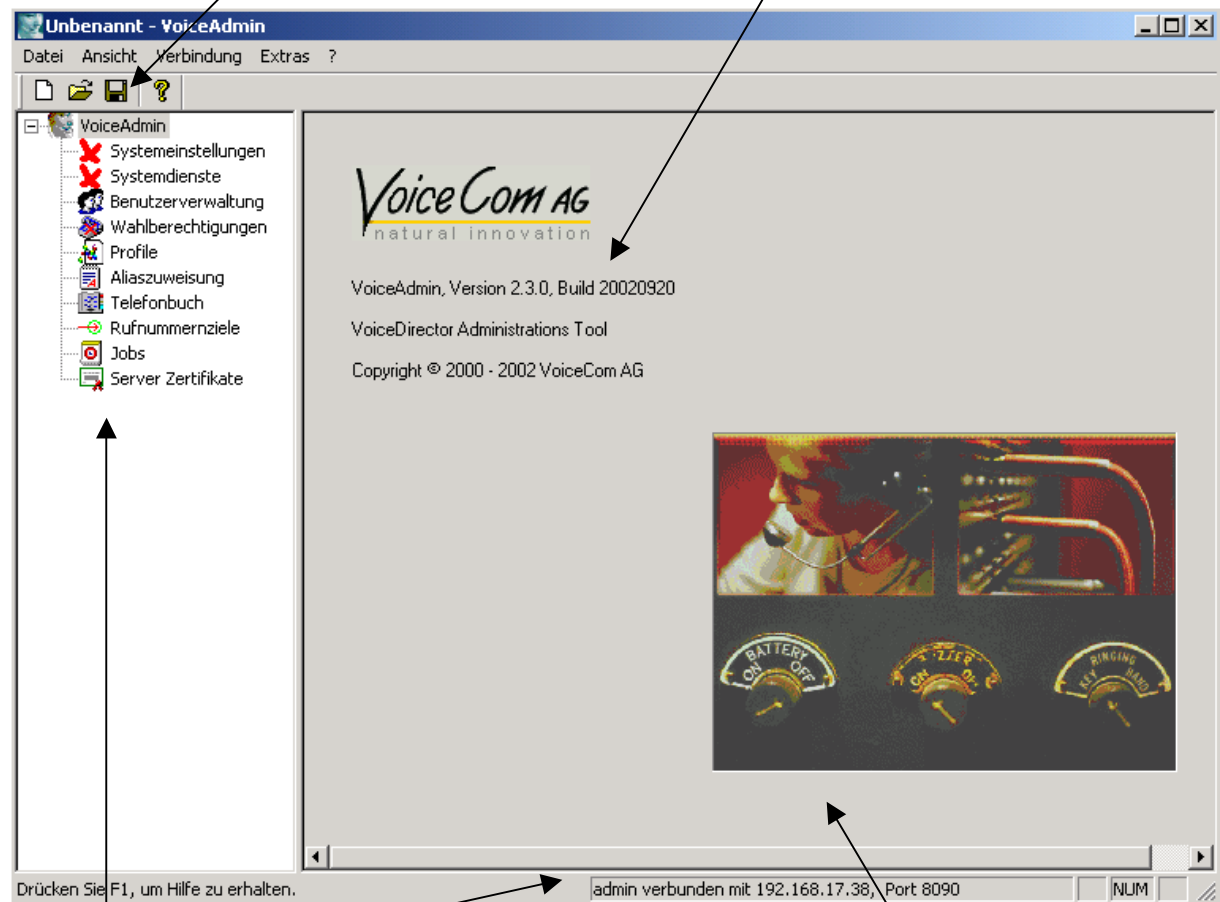 Unbenannt - VoiceAdmin
Datei Ansicht Verbindung Extras ?
VoiceAdmin
Systemeinstellungen
Systemdienste
Benutzerverwaltung
Wahlberechtigungen
Profile
Aliaszuweisung
Telefonbuch
Rufnummernziele
Jobs
Server Zertifikate
VoiceCom AG
natural innovation
VoiceAdmin, Version 2.3.0, Build 20020920
VoiceDirector Administrations Tool
Copyright © 2000 - 2002 VoiceCom AG
BATTERY
ON OFF
ON
RINGING
KEY HAND
Drücken Sie F1, um Hilfe zu erhalten.
admin verbunden mit 192.168.17.38, Port 8090
NUM